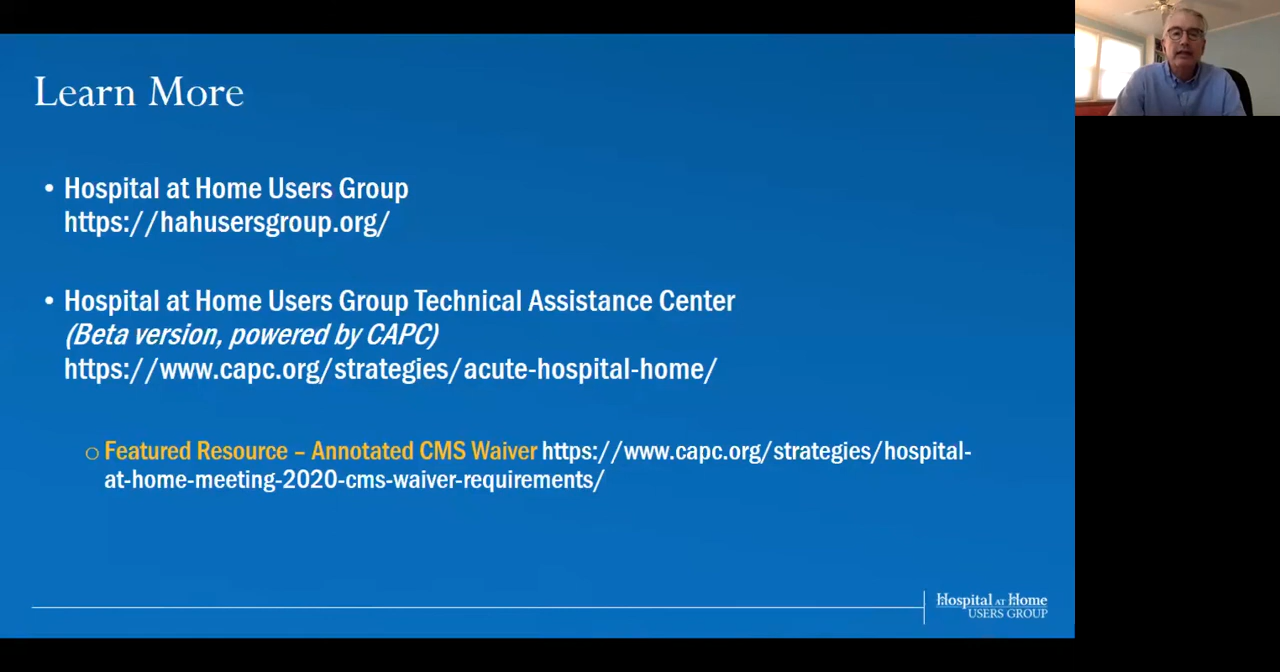 Learn More
• Hospital at Home Users Group
https://hahusersgroup.org/
• Hospital at Home Users Group Technical Assistance Center
(Beta version, powered by CAPC)
https://www.capc.org/strategies/acute-hospital-home/
○ Featured Resource – Annotated CMS Waiver https://www.capc.org/strategies/hospital-
at-home-meeting-2020-cms-waiver-requirements/
Hospital at Home
USERS GROUP